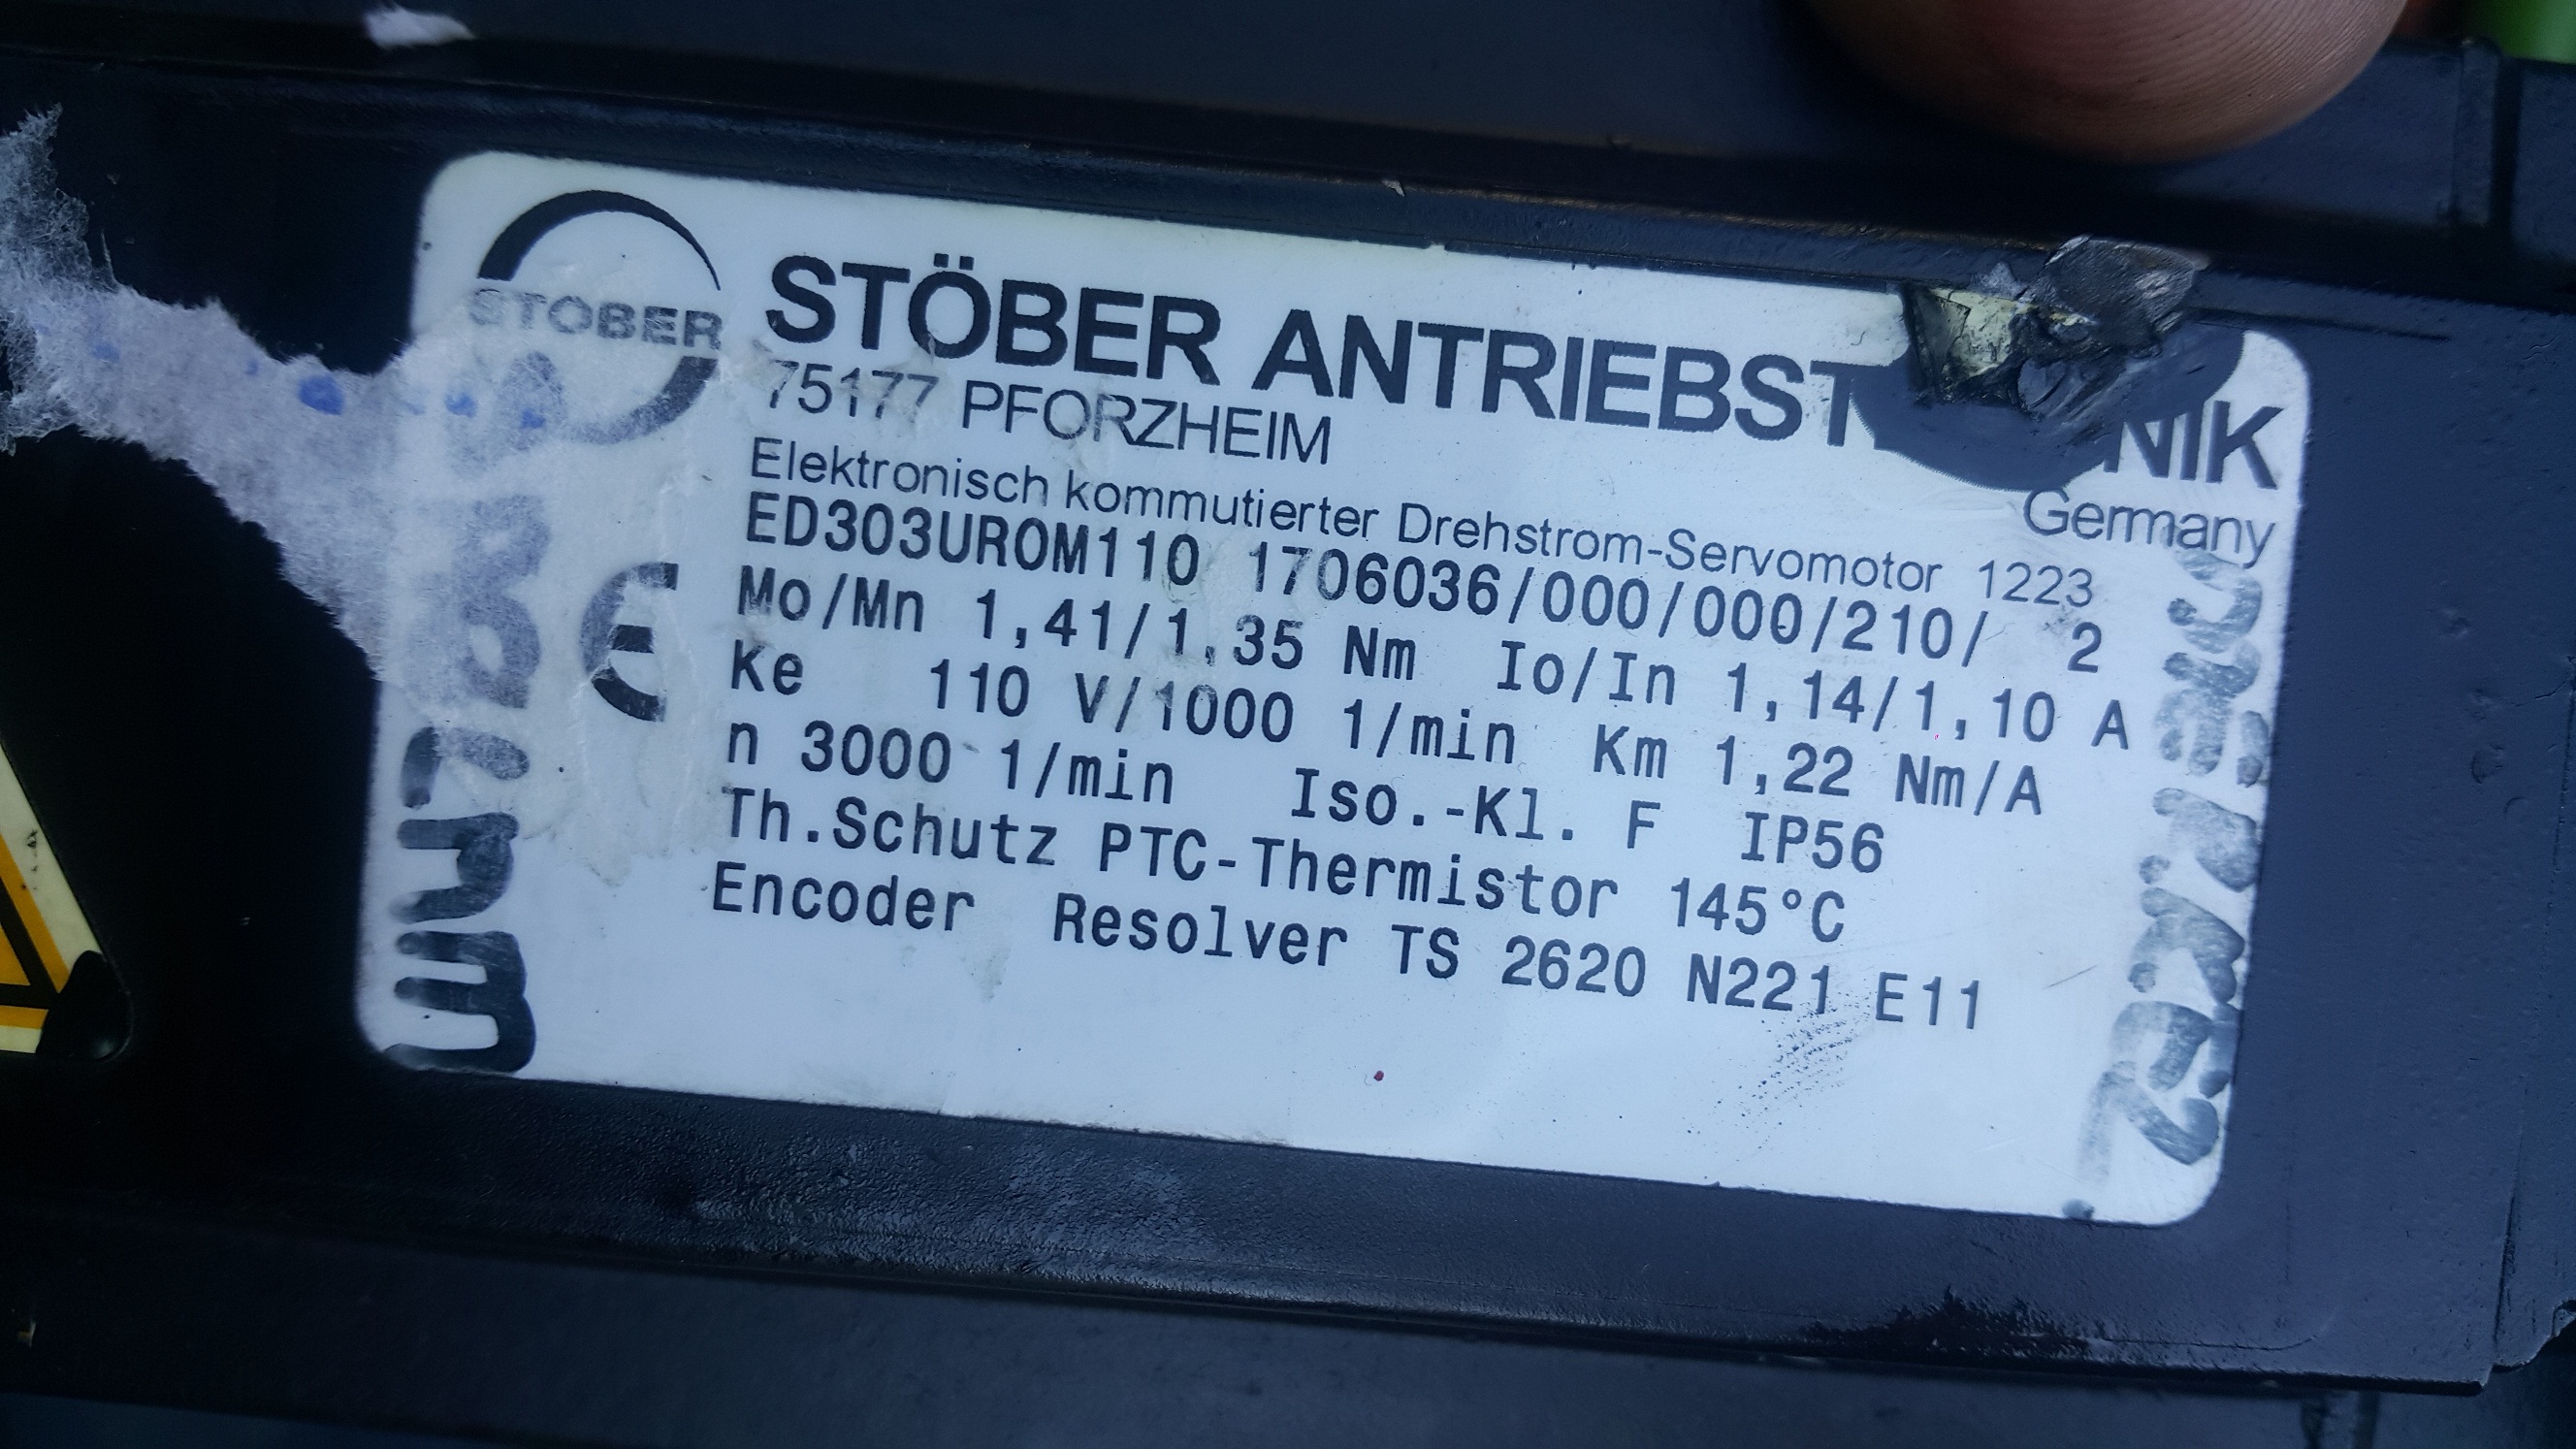 STÖBER
STÖBER ANTRIEBST NIK
75177 PFORZHEIM
Germany
Elektronisch kommutierter Drehstrom-Servomotor 1223
ED303UROM110 1706036/000/000/210/ 2
Mo/Mn 1,41/1,35 Nm Io/In 1,14/1,10 A
Ke 110 V/1000 1/min Km 1,22 Nm/A
n 3000 1/min Iso.-Kl. F IP56
Th.Schutz PTC-Thermistor 145°C
Encoder Resolver TS 2620 N221 E11
CE